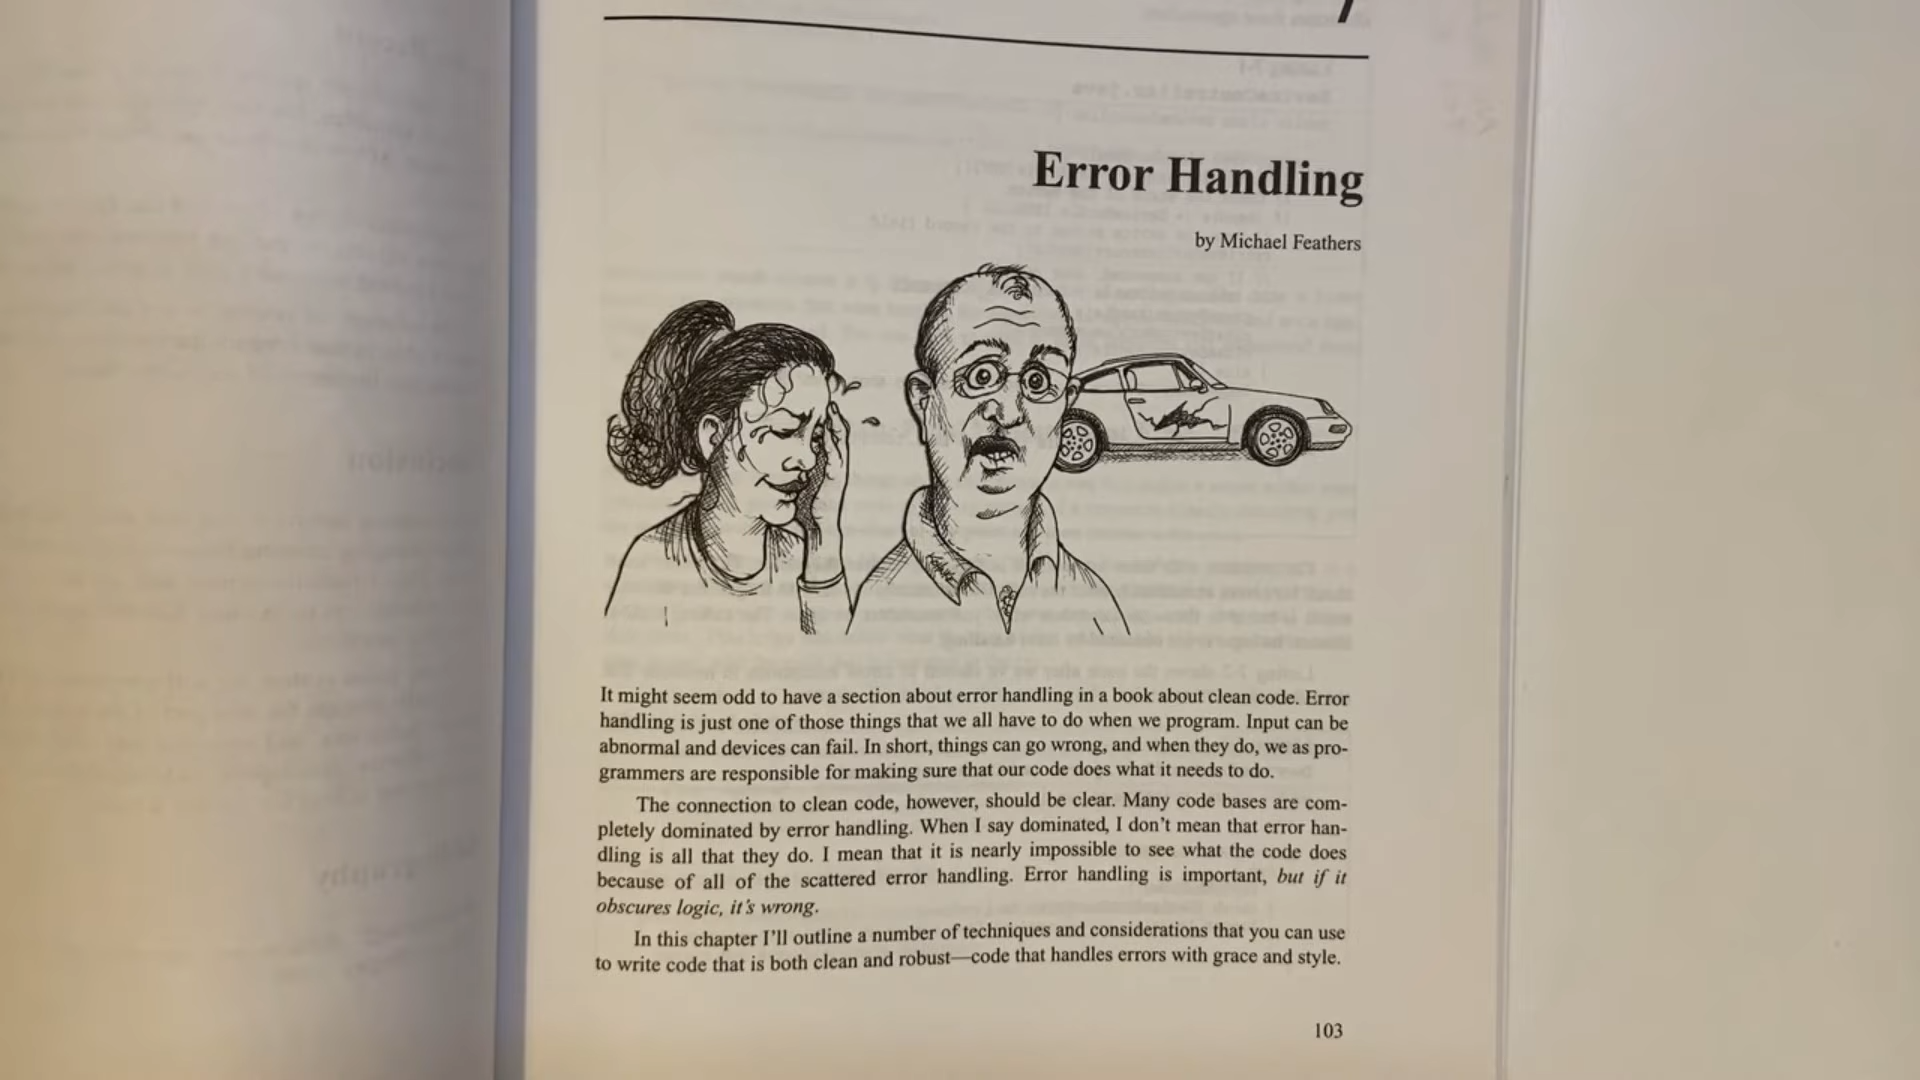 7
Error Handling
by Michael Feathers
It might seem odd to have a section about error handling in a book about clean code. Error
handling is just one of those things that we all have to do when we program. Input can be
abnormal and devices can fail. In short, things can go wrong, and when they do, we as pro-
grammers are responsible for making sure that our code does what it needs to do.
The connection to clean code, however, should be clear. Many code bases are com-
pletely dominated by error handling. When I say dominated, I don’t mean that error han-
dling is all that they do. I mean that it is nearly impossible to see what the code does
because of all of the scattered error handling. Error handling is important, but if it
obscures logic, it’s wrong.
In this chapter I’ll outline a number of techniques and considerations that you can use
to write code that is both clean and robust—code that handles errors with grace and style.
103